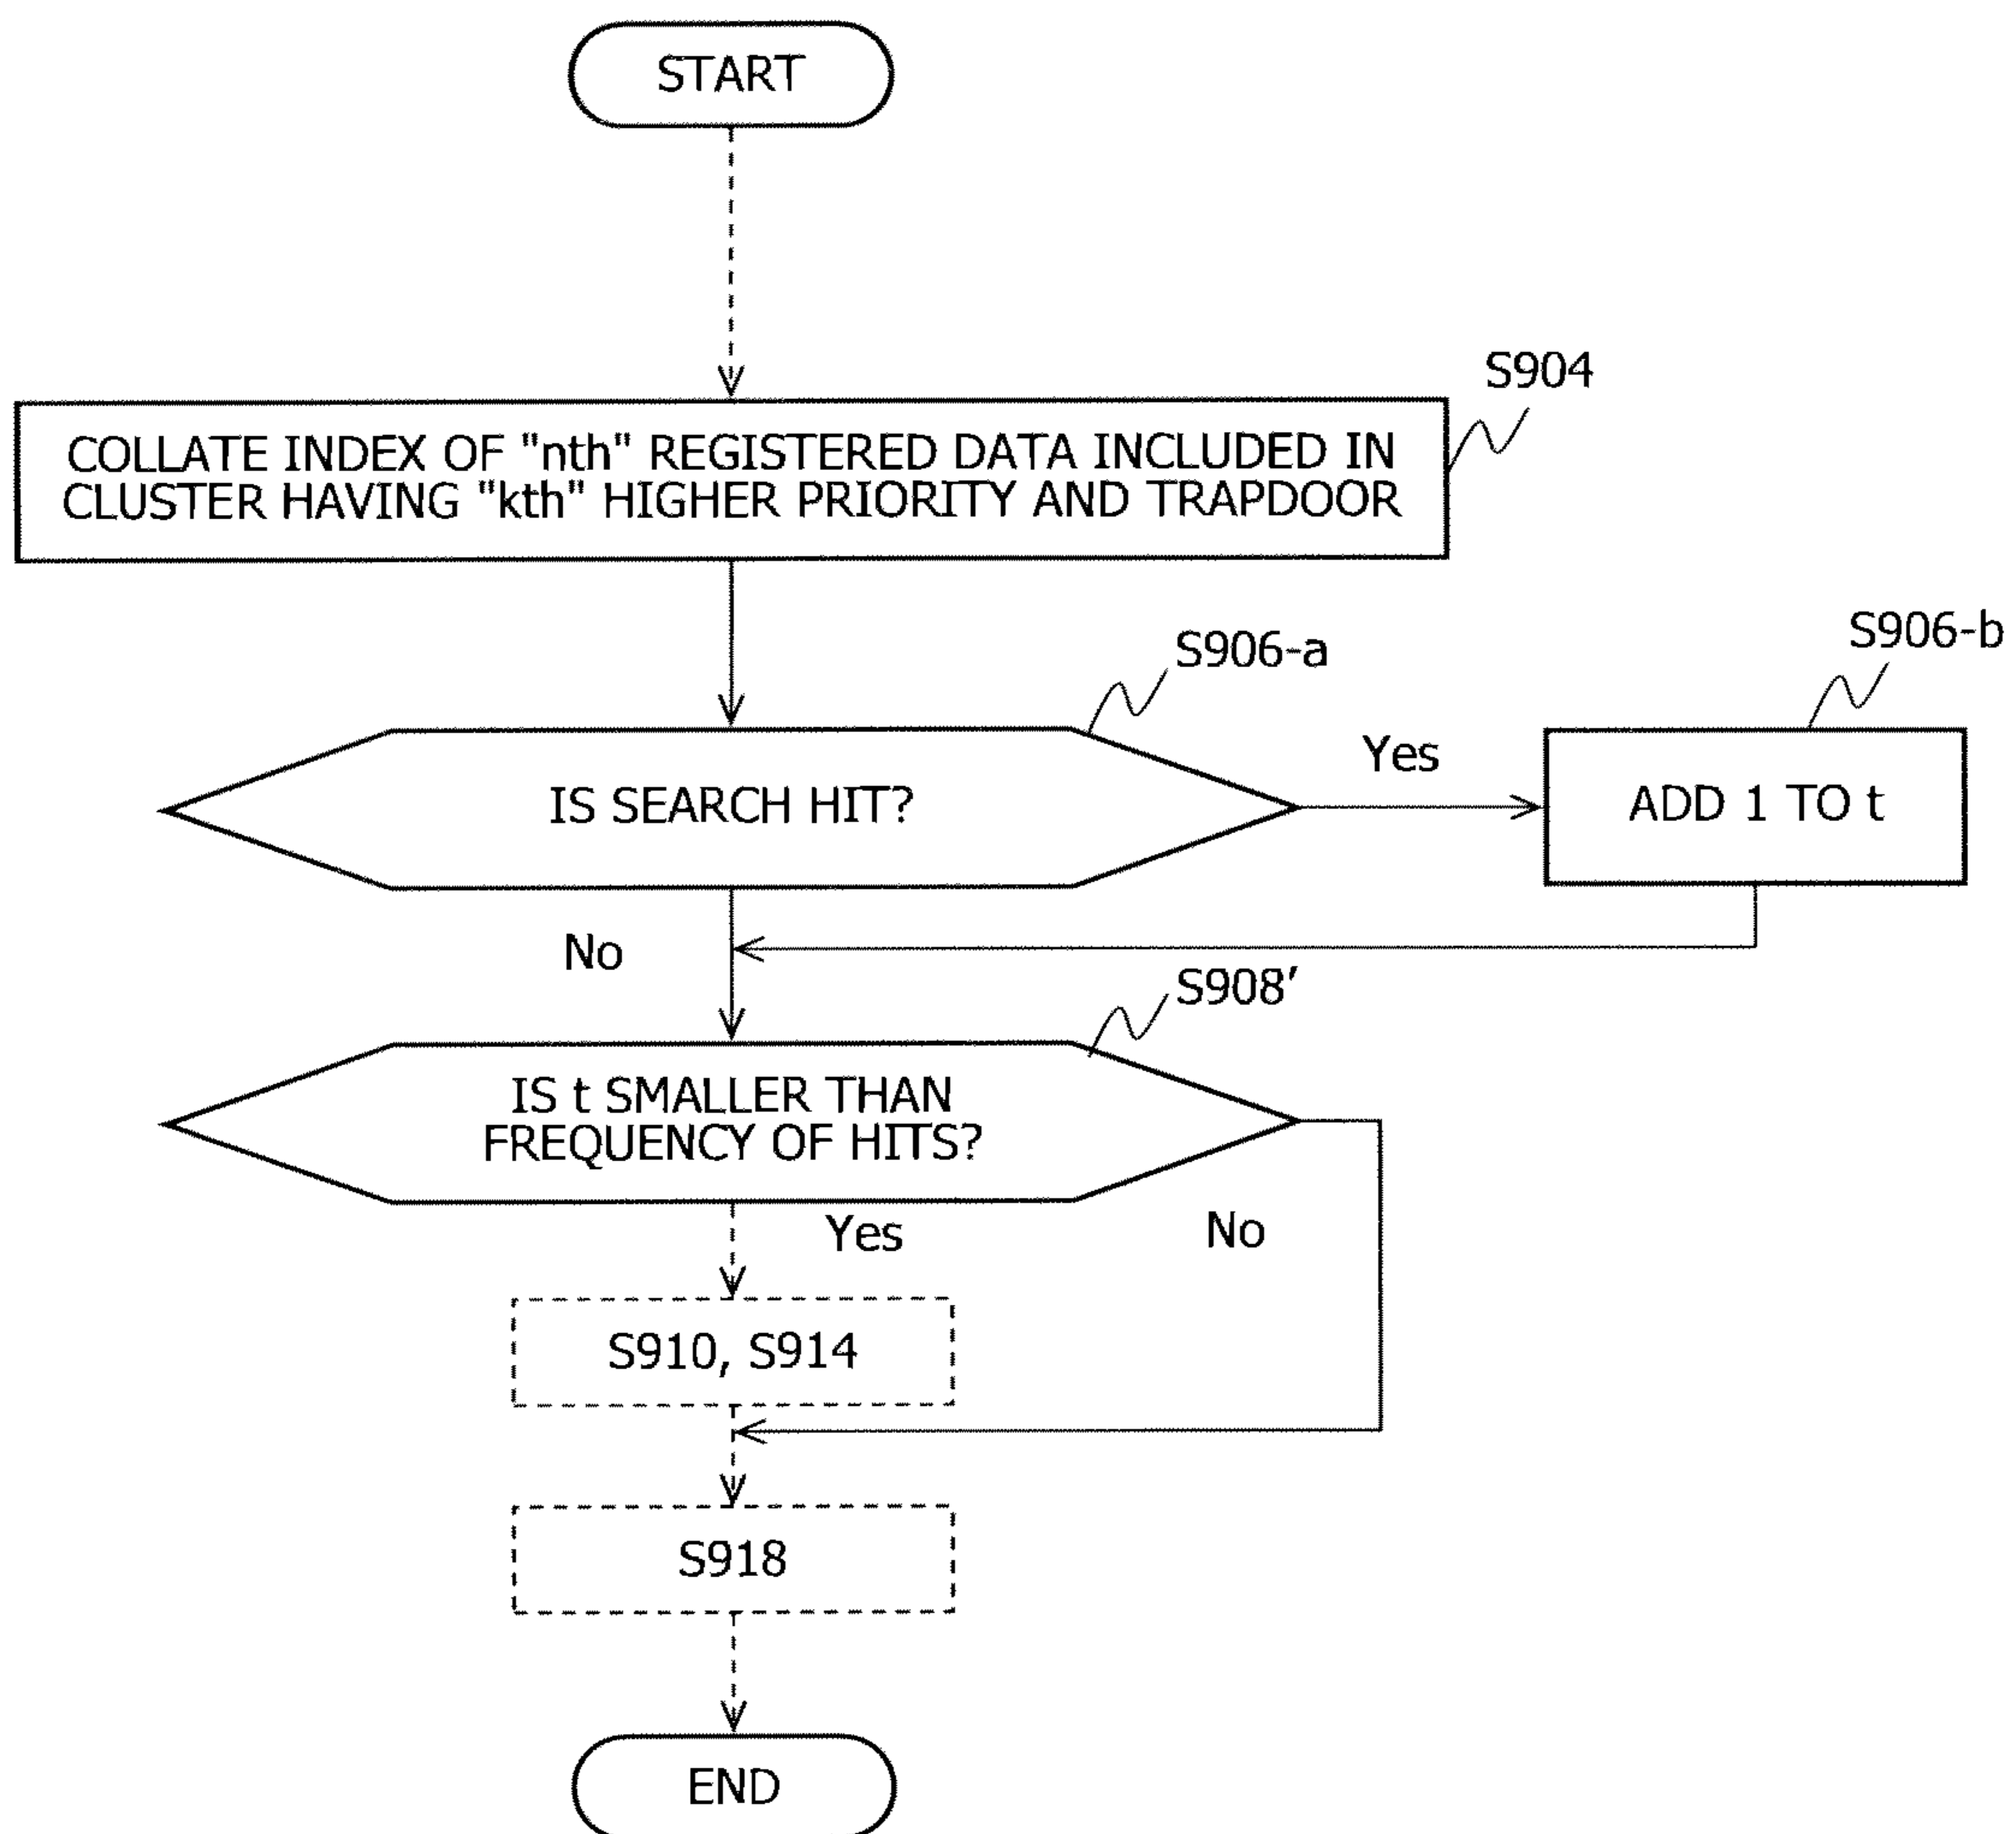 START
S904
COLLATE INDEX OF "nth" REGISTERED DATA INCLUDED IN
CLUSTER HAVING "kth" HIGHER PRIORITY AND TRAPDOOR
S906-a
S906-b
IS SEARCH HIT?
Yes
ADD 1 TO t
No
S908′
IS t SMALLER THAN
FREQUENCY OF HITS?
Yes
No
S910, S914
S918
END